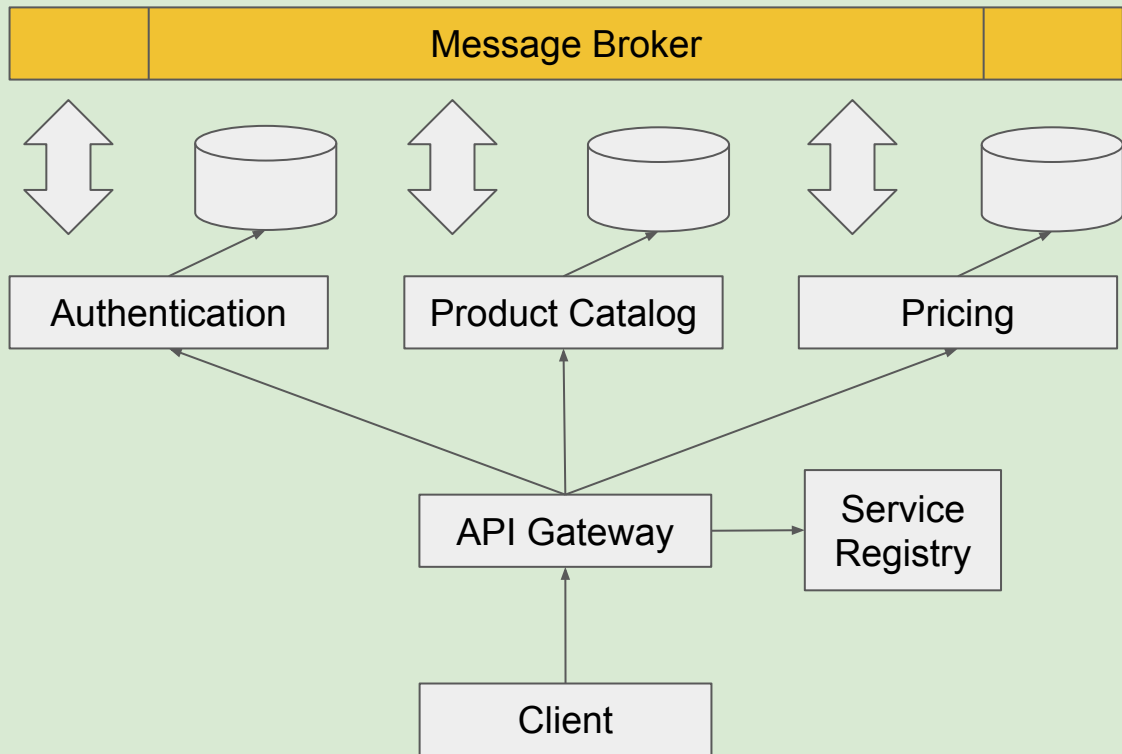 Message Broker
Authentication
Product Catalog
Pricing
API Gateway
Service
Registry
Client